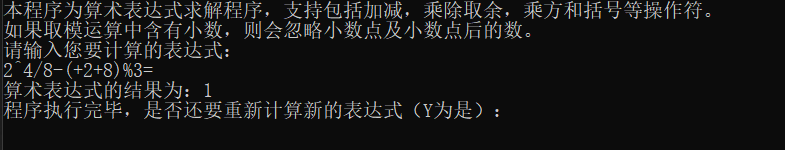 本程序为算术表达式求解程序，支持包括加减，乘除取余，乘方和括号等操作符。
如果取模运算中含有小数，则会忽略小数点及小数点后的数。
请输入您要计算的表达式：
2^4/8-(+2+8)%3=
算术表达式的结果为：1
程序执行完毕，是否还要重新计算新的表达式（Y为是）：